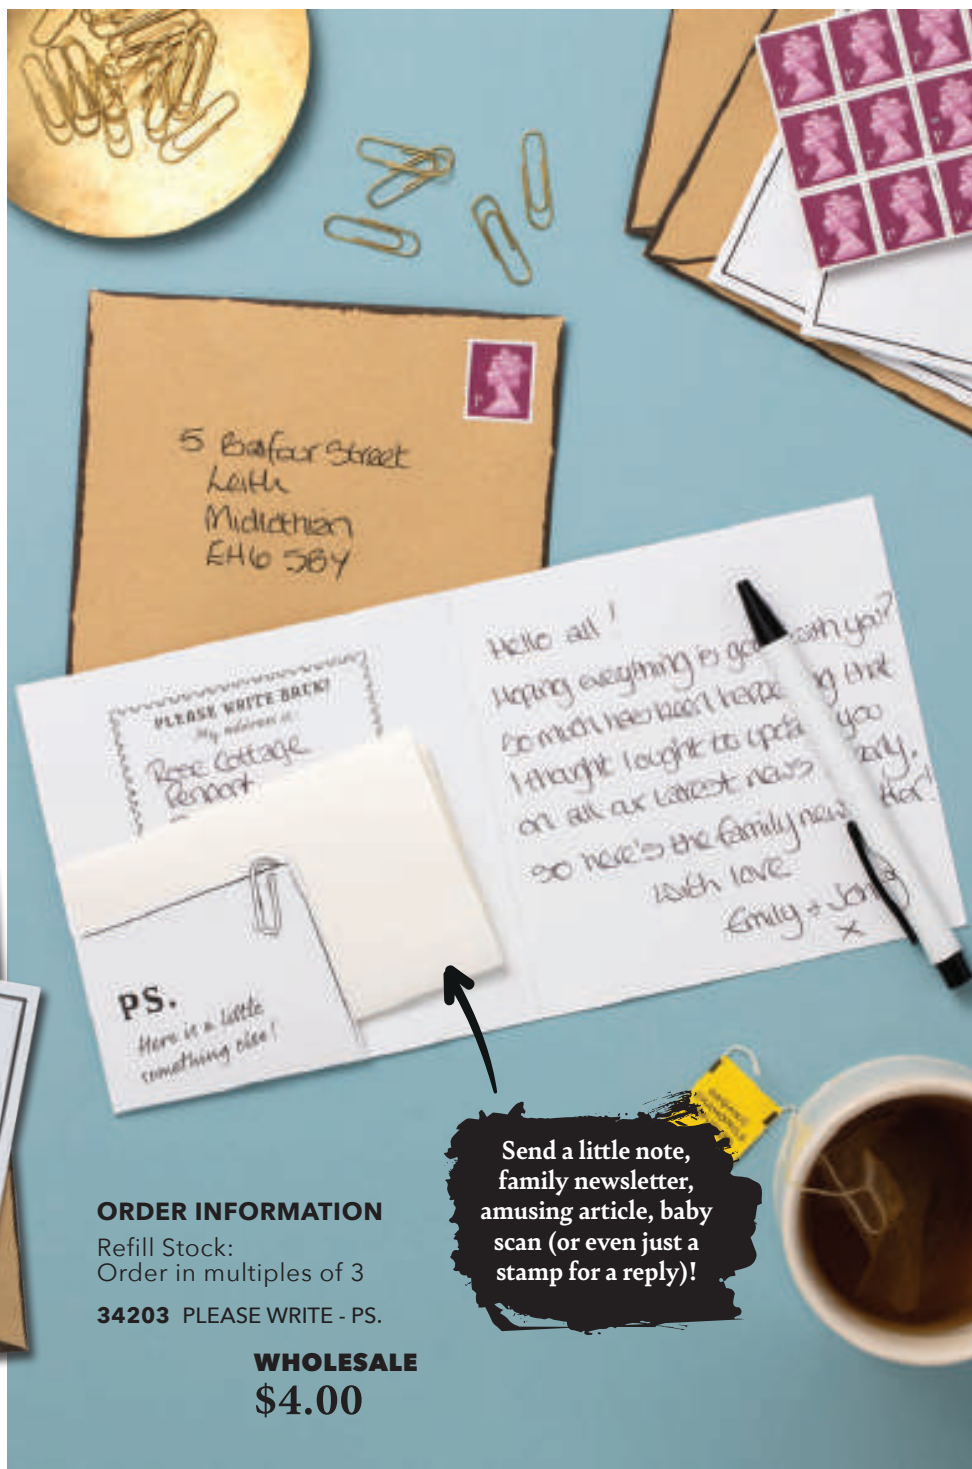 5 Balfour Street
Leith
Midlothian
EH6 5BY
Hello all!
Hoping everything is with you?
So much has been that
I thought I ought to you
on all our latest news
so here's the family
with love
Emily +
x
PLEASE WRITE BACK!
My address is:
Rose Cottage
PS.
Here is a little
something else!
Send a little note,
family newsletter,
amusing article, baby
scan (or even just a
stamp for a reply)!
ORDER INFORMATION
Refill Stock:
Order in multiples of 3
34203 PLEASE WRITE - PS.
WHOLESALE
$4.00